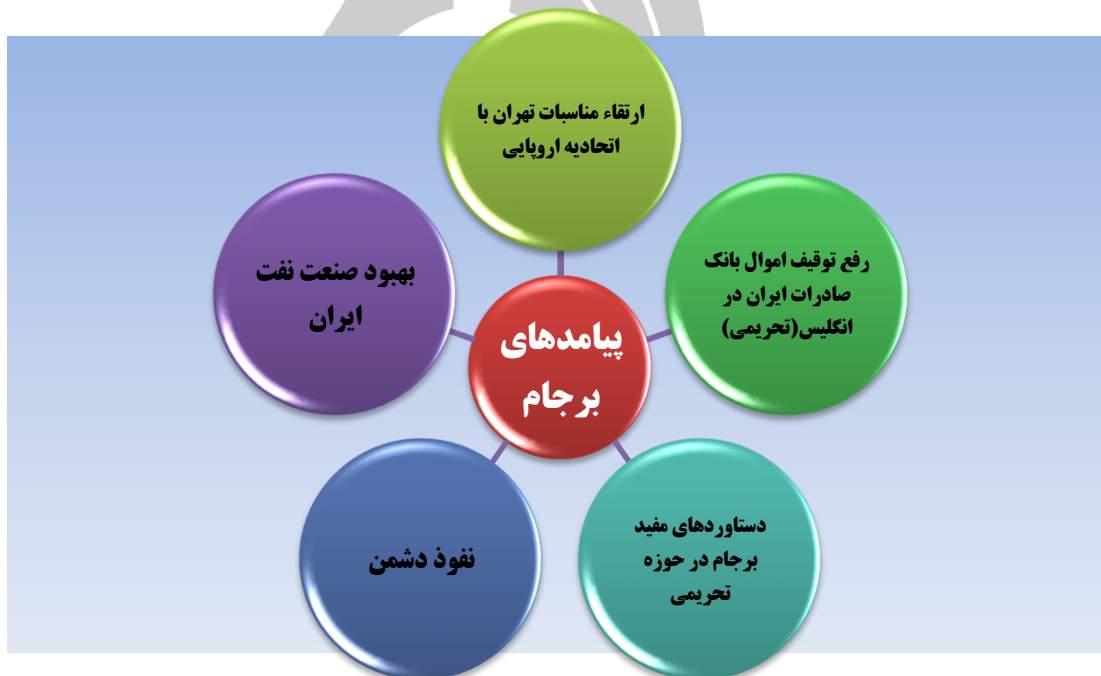 ارتقاء مناسبات تهران با
اتحادیه اروپایی
رفع توقیف اموال بانک
صادرات ایران در
انگلیس(تحریمی)
بهبود صنعت نفت
ایران
پیامدهای
برجام
دستاوردهای مفید
برجام در حوزه
تحریمی
نفوذ دشمن